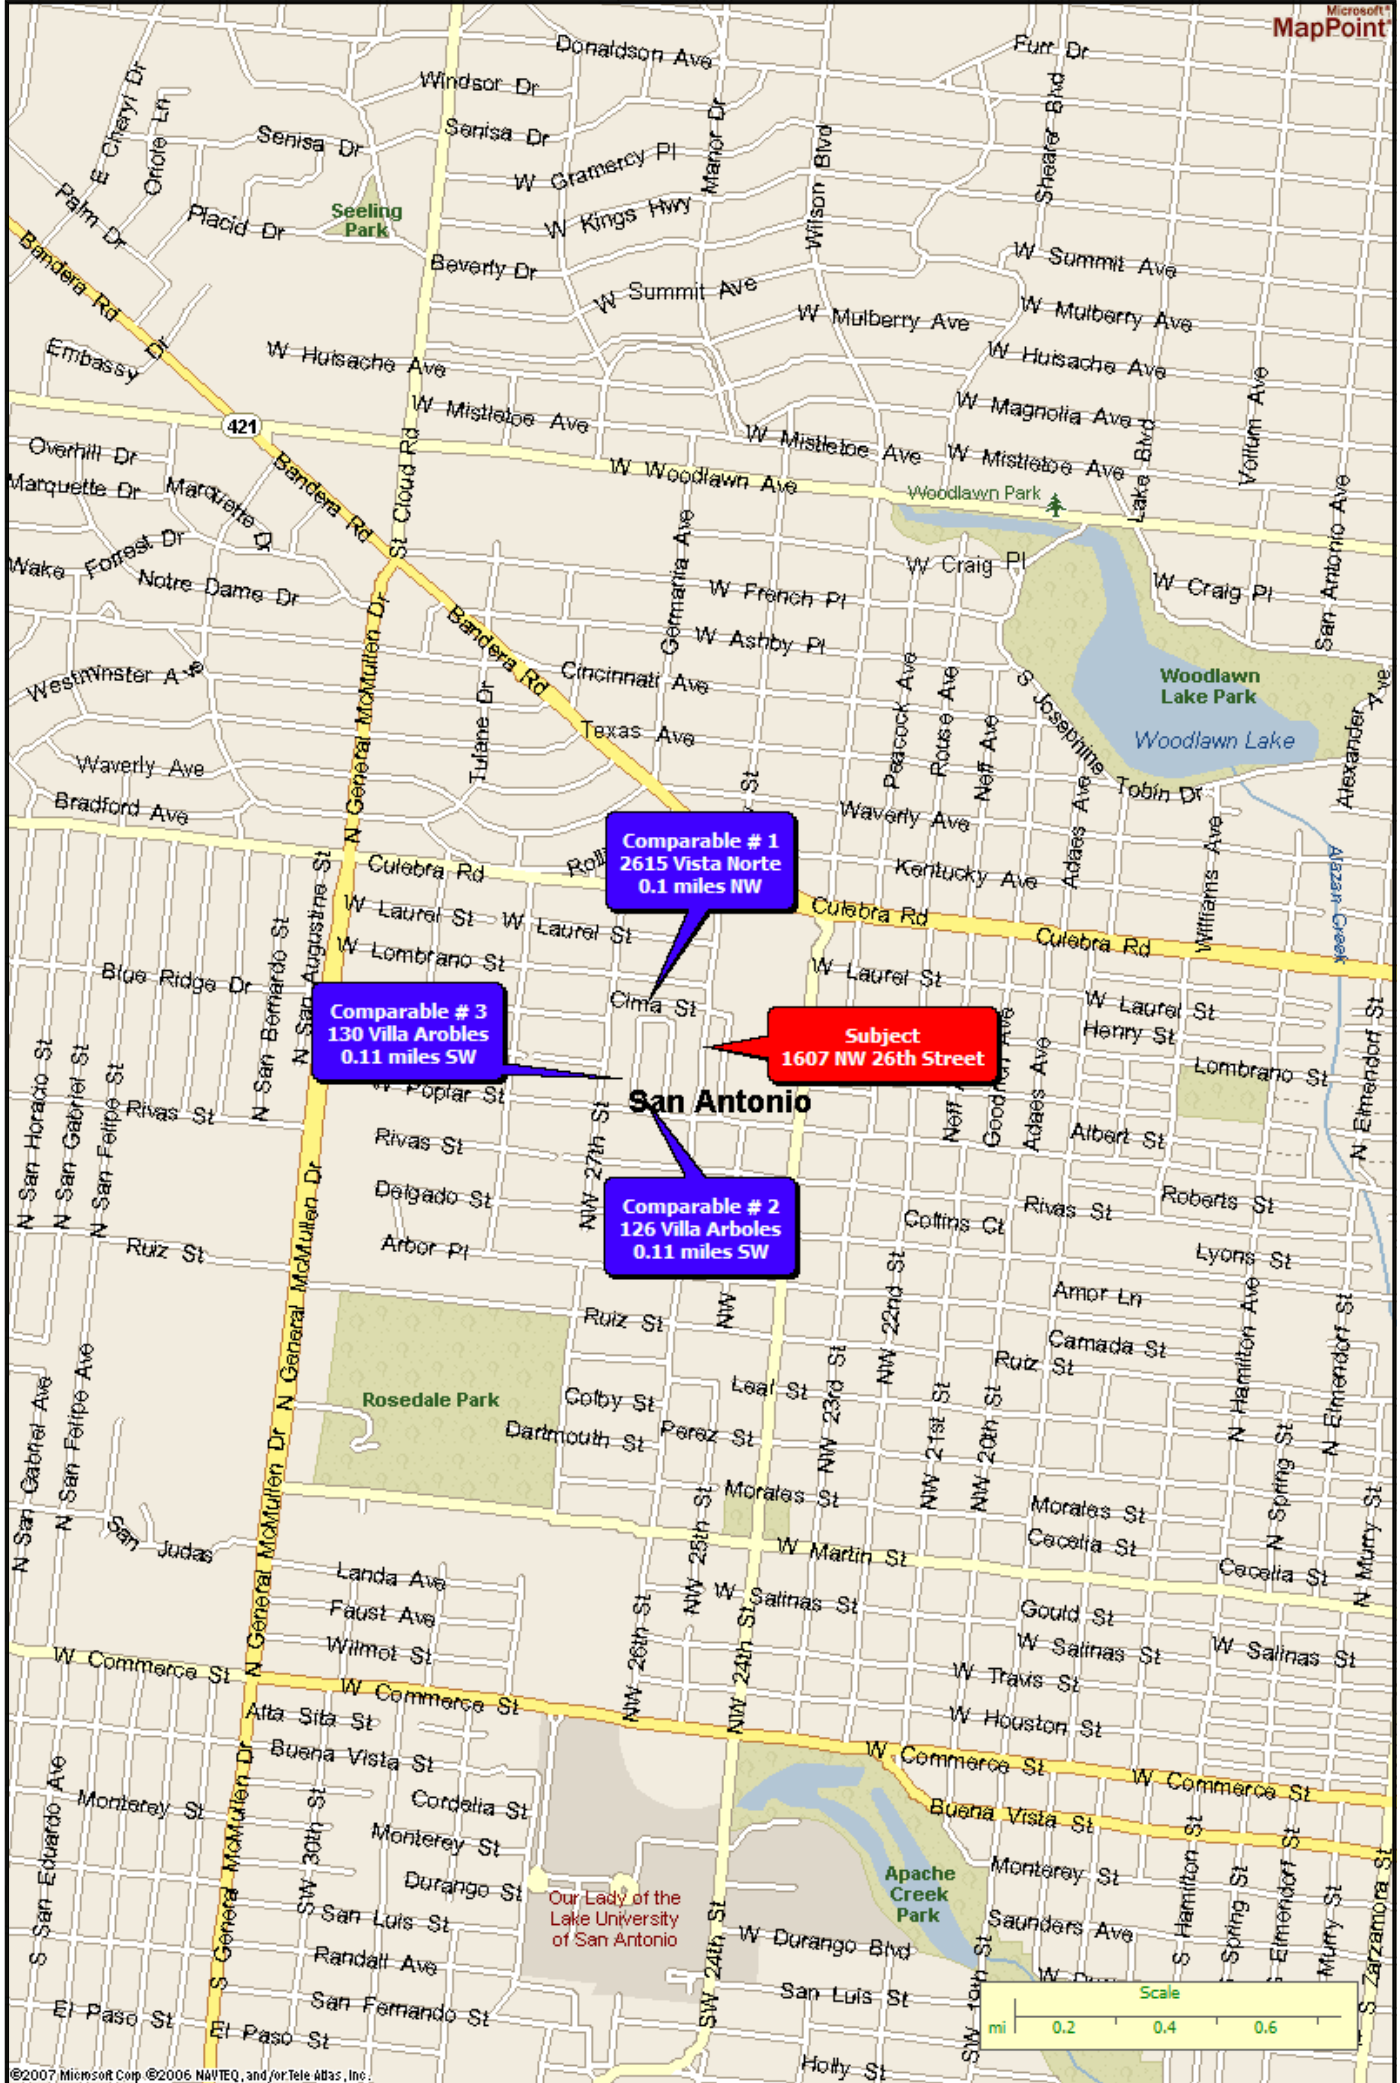 Microsoft®
MapPoint®
Donaldson Ave
Furr Dr
Windsor Dr
E Cheryl Dr
Oriole Ln
Senisa Dr
Senisa Dr
W Gramercy Pl
Manor Dr
Wilson Blvd
Shearer Blvd
Palm Dr
Placid Dr
Seeling
Park
W Kings Hwy
Bandera Rd
Beverly Dr
W Summit Ave
W Summit Ave
W Mulberry Ave
W Mulberry Ave
Embassy Dr
W Huisache Ave
W Huisache Ave
W Mistletoe Ave
W Magnolia Ave
421
Overhill Dr
Bandera Rd
St Cloud Rd
W Mistletoe Ave
W Mistletoe Ave
Lake Blvd
Vollum Ave
W Woodlawn Ave
Woodlawn Park
San Antonio Ave
Marquette Dr
Marquette Dr
Wake Forrest Dr
Notre Dame Dr
Germania Ave
W Craig Pl
W Craig Pl
W French Pl
W Ashby Pl
Bandera Rd
Westminster Ave
N General McMullen Dr
Tulane Dr
Cincinnati Ave
Texas Ave
Peacock Ave
Rouse Ave
Neff Ave
S Josephine Tobin Dr
Woodlawn
Lake Park
Woodlawn Lake
Alexander Ave
Waverly Ave
Bradford Ave
St
Waverly Ave
Adaes Ave
Williams Ave
Alazan Creek
Comparable # 1
2615 Vista Norte
0.1 miles NW
Culebra Rd
Rolli
Kentucky Ave
Culebra Rd
Culebra Rd
N San Bernardo St
N San Augustine St
W Laurel St
W Laurel St
W Lombrano St
Blue Ridge Dr
W Laurel St
W Laurel St
Henry St
Cima St
Comparable # 3
130 Villa Arobles
0.11 miles SW
Subject
1607 NW 26th Street
Adaes Ave
Lombrano St
N Elmendorf St
N San Horacio St
N San Gabriel St
N San Felipe St
Rivas St
W Poplar St
San Antonio
Albert St
Rivas St
NW 27th St
Delgado St
Comparable # 2
126 Villa Arboles
0.11 miles SW
Collins Ct
Rivas St
Roberts St
Ruiz St
Arbor Pl
Lyons St
N General McMullen Dr
NW
NW 22nd St
Amor Ln
N Hamilton Ave
N Elmendorf St
Ruiz St
Camada St
Ruiz St
N San Gabriel Ave
N San Felipe Ave
Rosedale Park
Colby St
Leal St
NW 23rd St
Dartmouth St
Perez St
NW 21st St
NW 20th St
N Spring St
N Murry St
N General McMullen Dr
Morales St
Morales St
San Judas
NW 25th St
W Martin St
Cecelia St
Cecelia St
Landa Ave
Faust Ave
W Salinas St
Gould St
Wilmot St
NW 26th St
NW 24th St
W Salinas St
W Salinas St
W Commerce St
W Commerce St
W Travis St
Alta Sita St
W Houston St
Buena Vista St
W Commerce St
W Commerce St
S San Eduardo Ave
Monterey St
S General McMullen Dr
SW 30th St
Cordelia St
Buena Vista St
Monterey St
Monterey St
Durango St
Our Lady of the
Lake University
of San Antonio
Apache
Creek
Park
San Luis St
Saunders Ave
S Hamilton St
S Spring St
S Elmendorf St
Murry St
S Zarzamora St
Randall Ave
SW 24th St
W Durango Blvd
SW 19th St
San Luis St
San Fernando St
El Paso St
El Paso St
Holly St
Scale
mi 0.2 0.4 0.6
©2007 Microsoft Corp ©2006 NAVTEQ, and/or Tele Atlas, Inc.